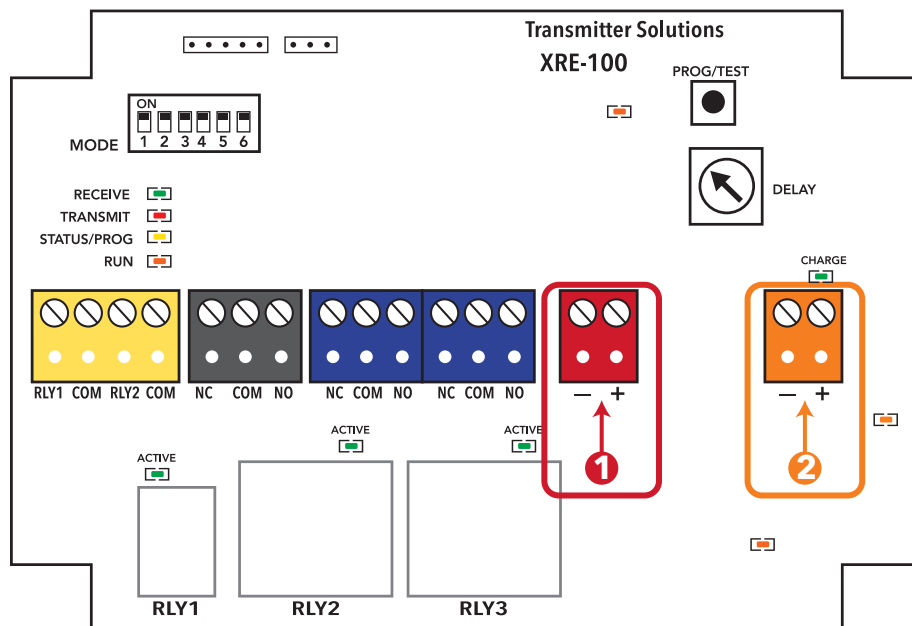 Transmitter Solutions
XRE-100
PROG/TEST
ON
1 2 3 4 5 6
MODE
DELAY
RECEIVE
TRANSMIT
STATUS/PROG
RUN
CHARGE
RLY1 COM RLY2 COM
NC COM NO
NC COM NO
NC COM NO
— +
— +
ACTIVE
ACTIVE
ACTIVE
1
2
RLY1
RLY2
RLY3